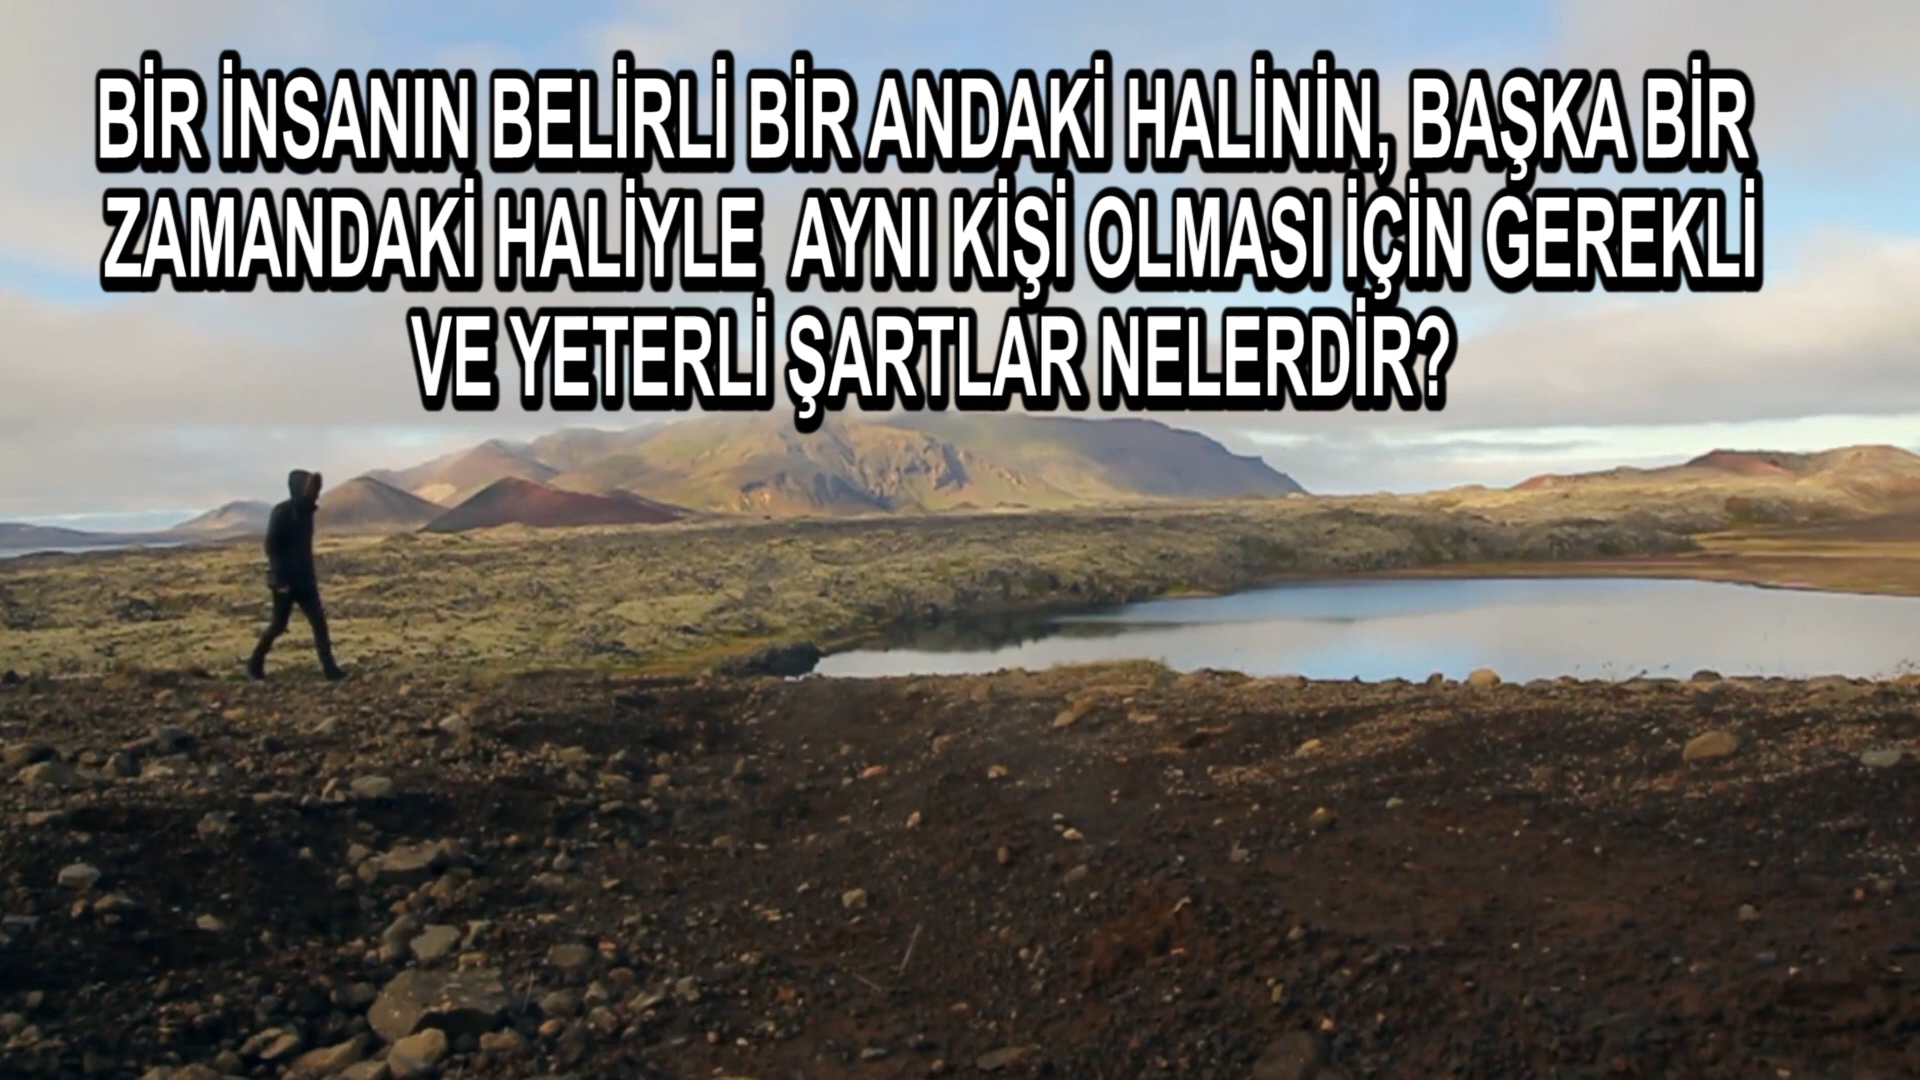 BİR İNSANIN BELİRLİ BİR ANDAKİ HALİNİN, BAŞKA BİR
ZAMANDAKİ HALİYLE AYNI KİŞİ OLMASI İÇİN GEREKLİ
VE YETERLİ ŞARTLAR NELERDİR?